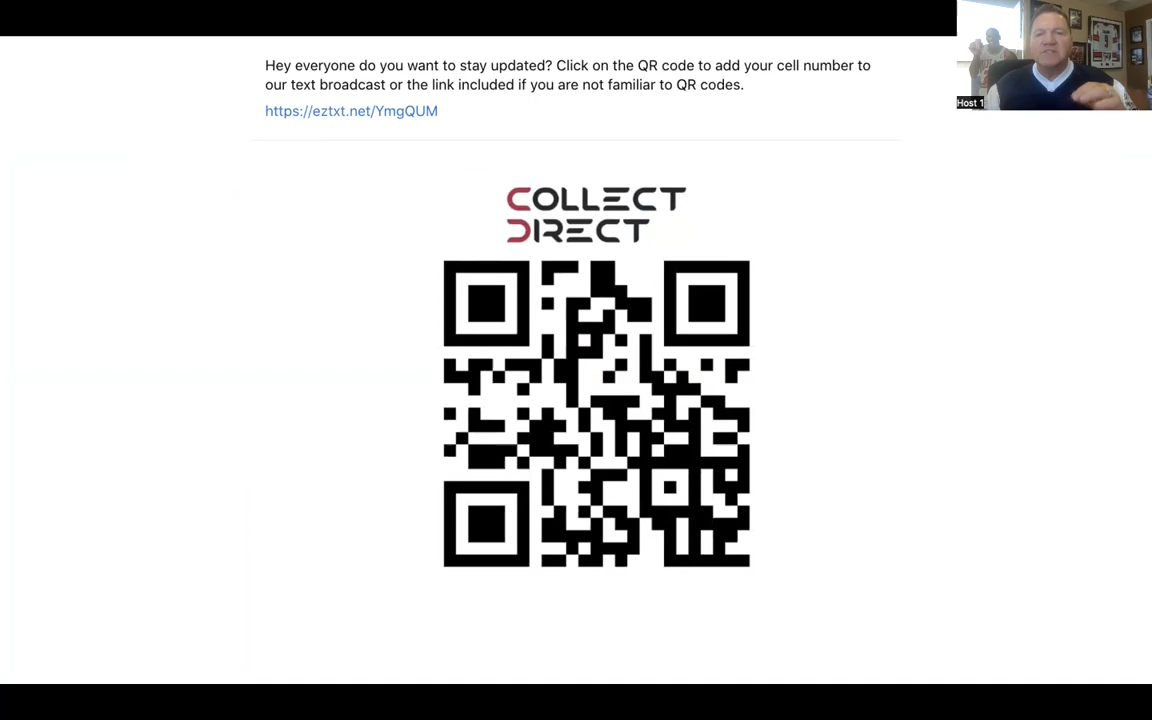 Hey everyone do you want to stay updated? Click on the QR code to add your cell number to
our text broadcast or the link included if you are not familiar to QR codes.
https://eztxt.net/YmgQUM
COLLECT
DIRECT
Host 1